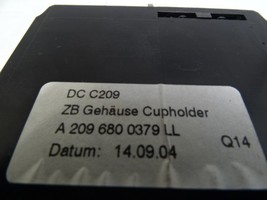 DC C209
ZB Gehäuse Cupholder
A 209 680 0379 LL
Datum: 14.09.04 Q14